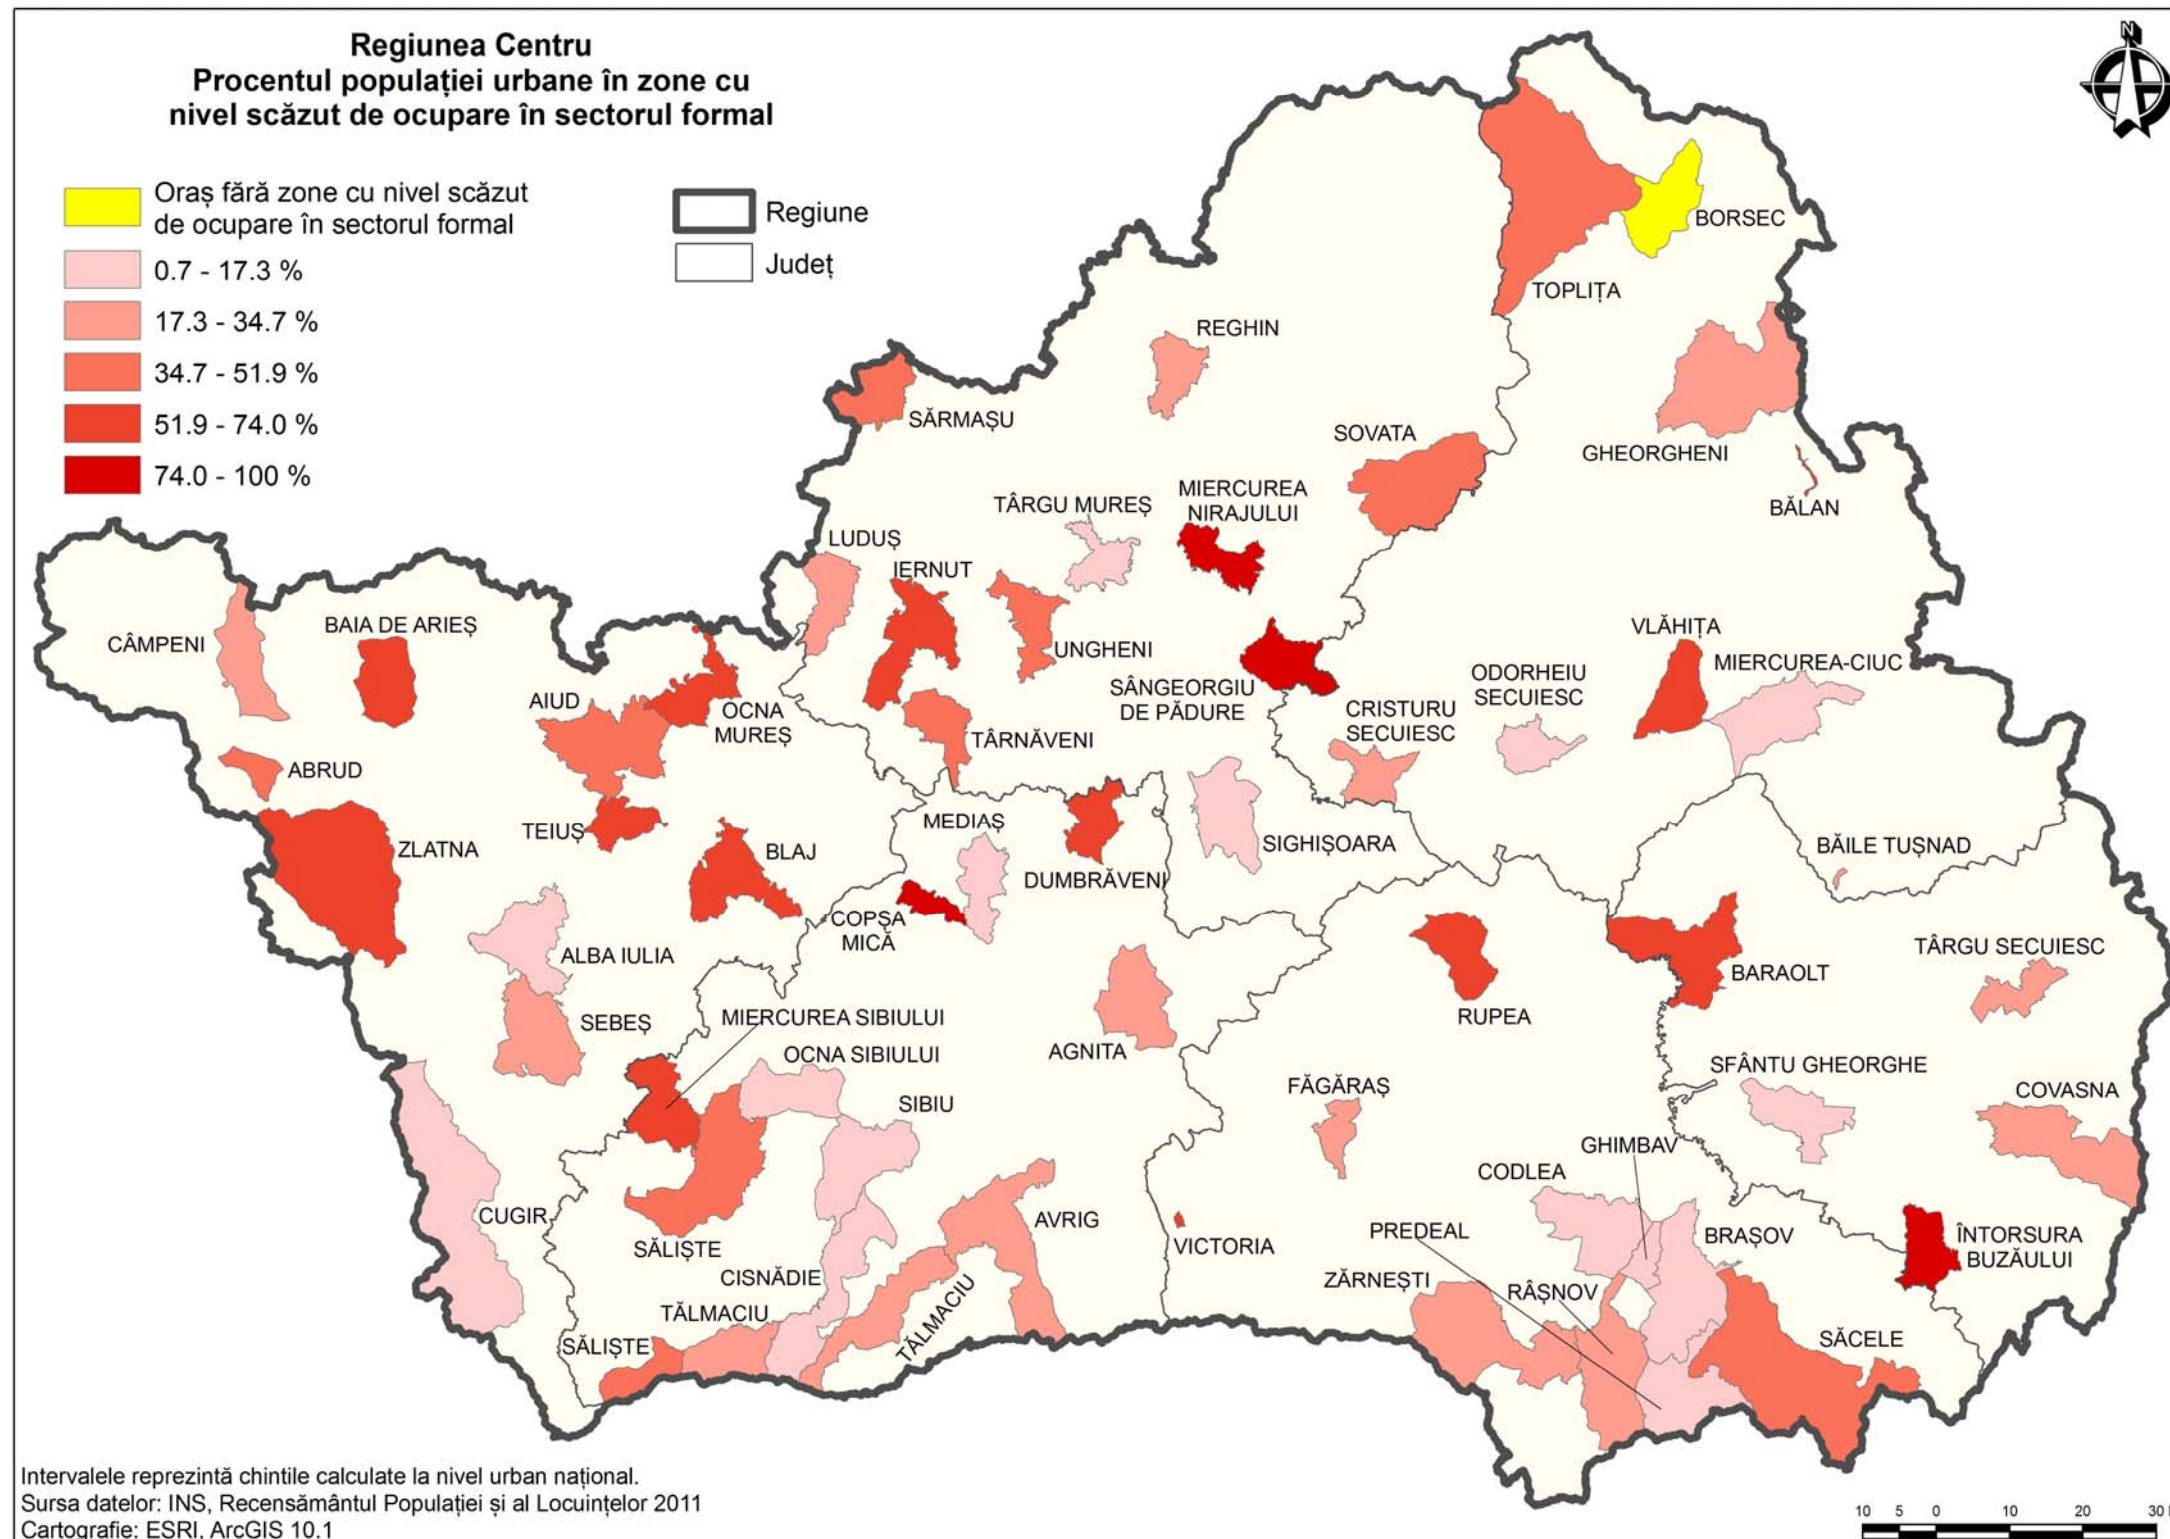 Regiunea Centru
Procentul populației urbane în zone cu
nivel scăzut de ocupare în sectorul formal
N
Oraș fără zone cu nivel scăzut
de ocupare în sectorul formal
0.7 - 17.3 %
17.3 - 34.7 %
34.7 - 51.9 %
51.9 - 74.0 %
74.0 - 100 %
Regiune
Județ
BORSEC
TOPLIȚA
REGHIN
SĂRMAȘU
SOVATA
GHEORGHENI
BĂLAN
TÂRGU MUREȘ
MIERCUREA
NIRAJULUI
LUDUȘ
IERNUT
UNGHENI
BAIA DE ARIEȘ
CÂMPENI
VLĂHIȚA
MIERCUREA-CIUC
ODORHEIU
SECUIESC
SÂNGEORGIU
DE PĂDURE
CRISTURU
SECUIESC
AIUD
OCNA
MUREȘ
TÂRNĂVENI
ABRUD
TEIUȘ
ZLATNA
BLAJ
MEDIAȘ
DUMBRĂVENI
SIGHIȘOARA
BĂILE TUȘNAD
COPȘA
MICĂ
ALBA IULIA
TÂRGU SECUIESC
BARAOLT
SEBEȘ
MIERCUREA SIBIULUI
RUPEA
OCNA SIBIULUI
AGNITA
SFÂNTU GHEORGHE
FĂGĂRAȘ
COVASNA
SIBIU
GHIMBAV
CODLEA
CUGIR
SĂLIȘTE
AVRIG
VICTORIA
PREDEAL
BRAȘOV
ÎNTORSURA
BUZĂULUI
CISNĂDIE
ZĂRNEȘTI
RÂȘNOV
TĂLMACIU
TĂLMACIU
SĂLIȘTE
SĂCELE
Intervalele reprezintă chintile calculate la nivel urban național.
Sursa datelor: INS, Recensământul Populației și al Locuințelor 2011
Cartografie: ESRI, ArcGIS 10.1
10 5 0 10 20 30